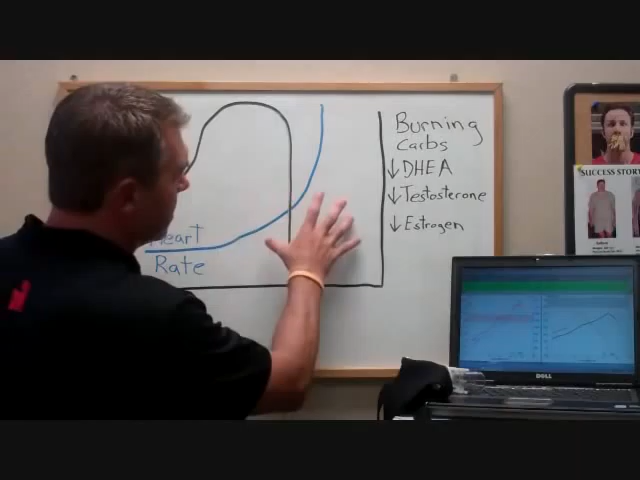 Burning
Carbs
↓ DHEA
↓ Testosterone
↓ Estrogen
Heart
Rate
SUCCESS STORY
DELL